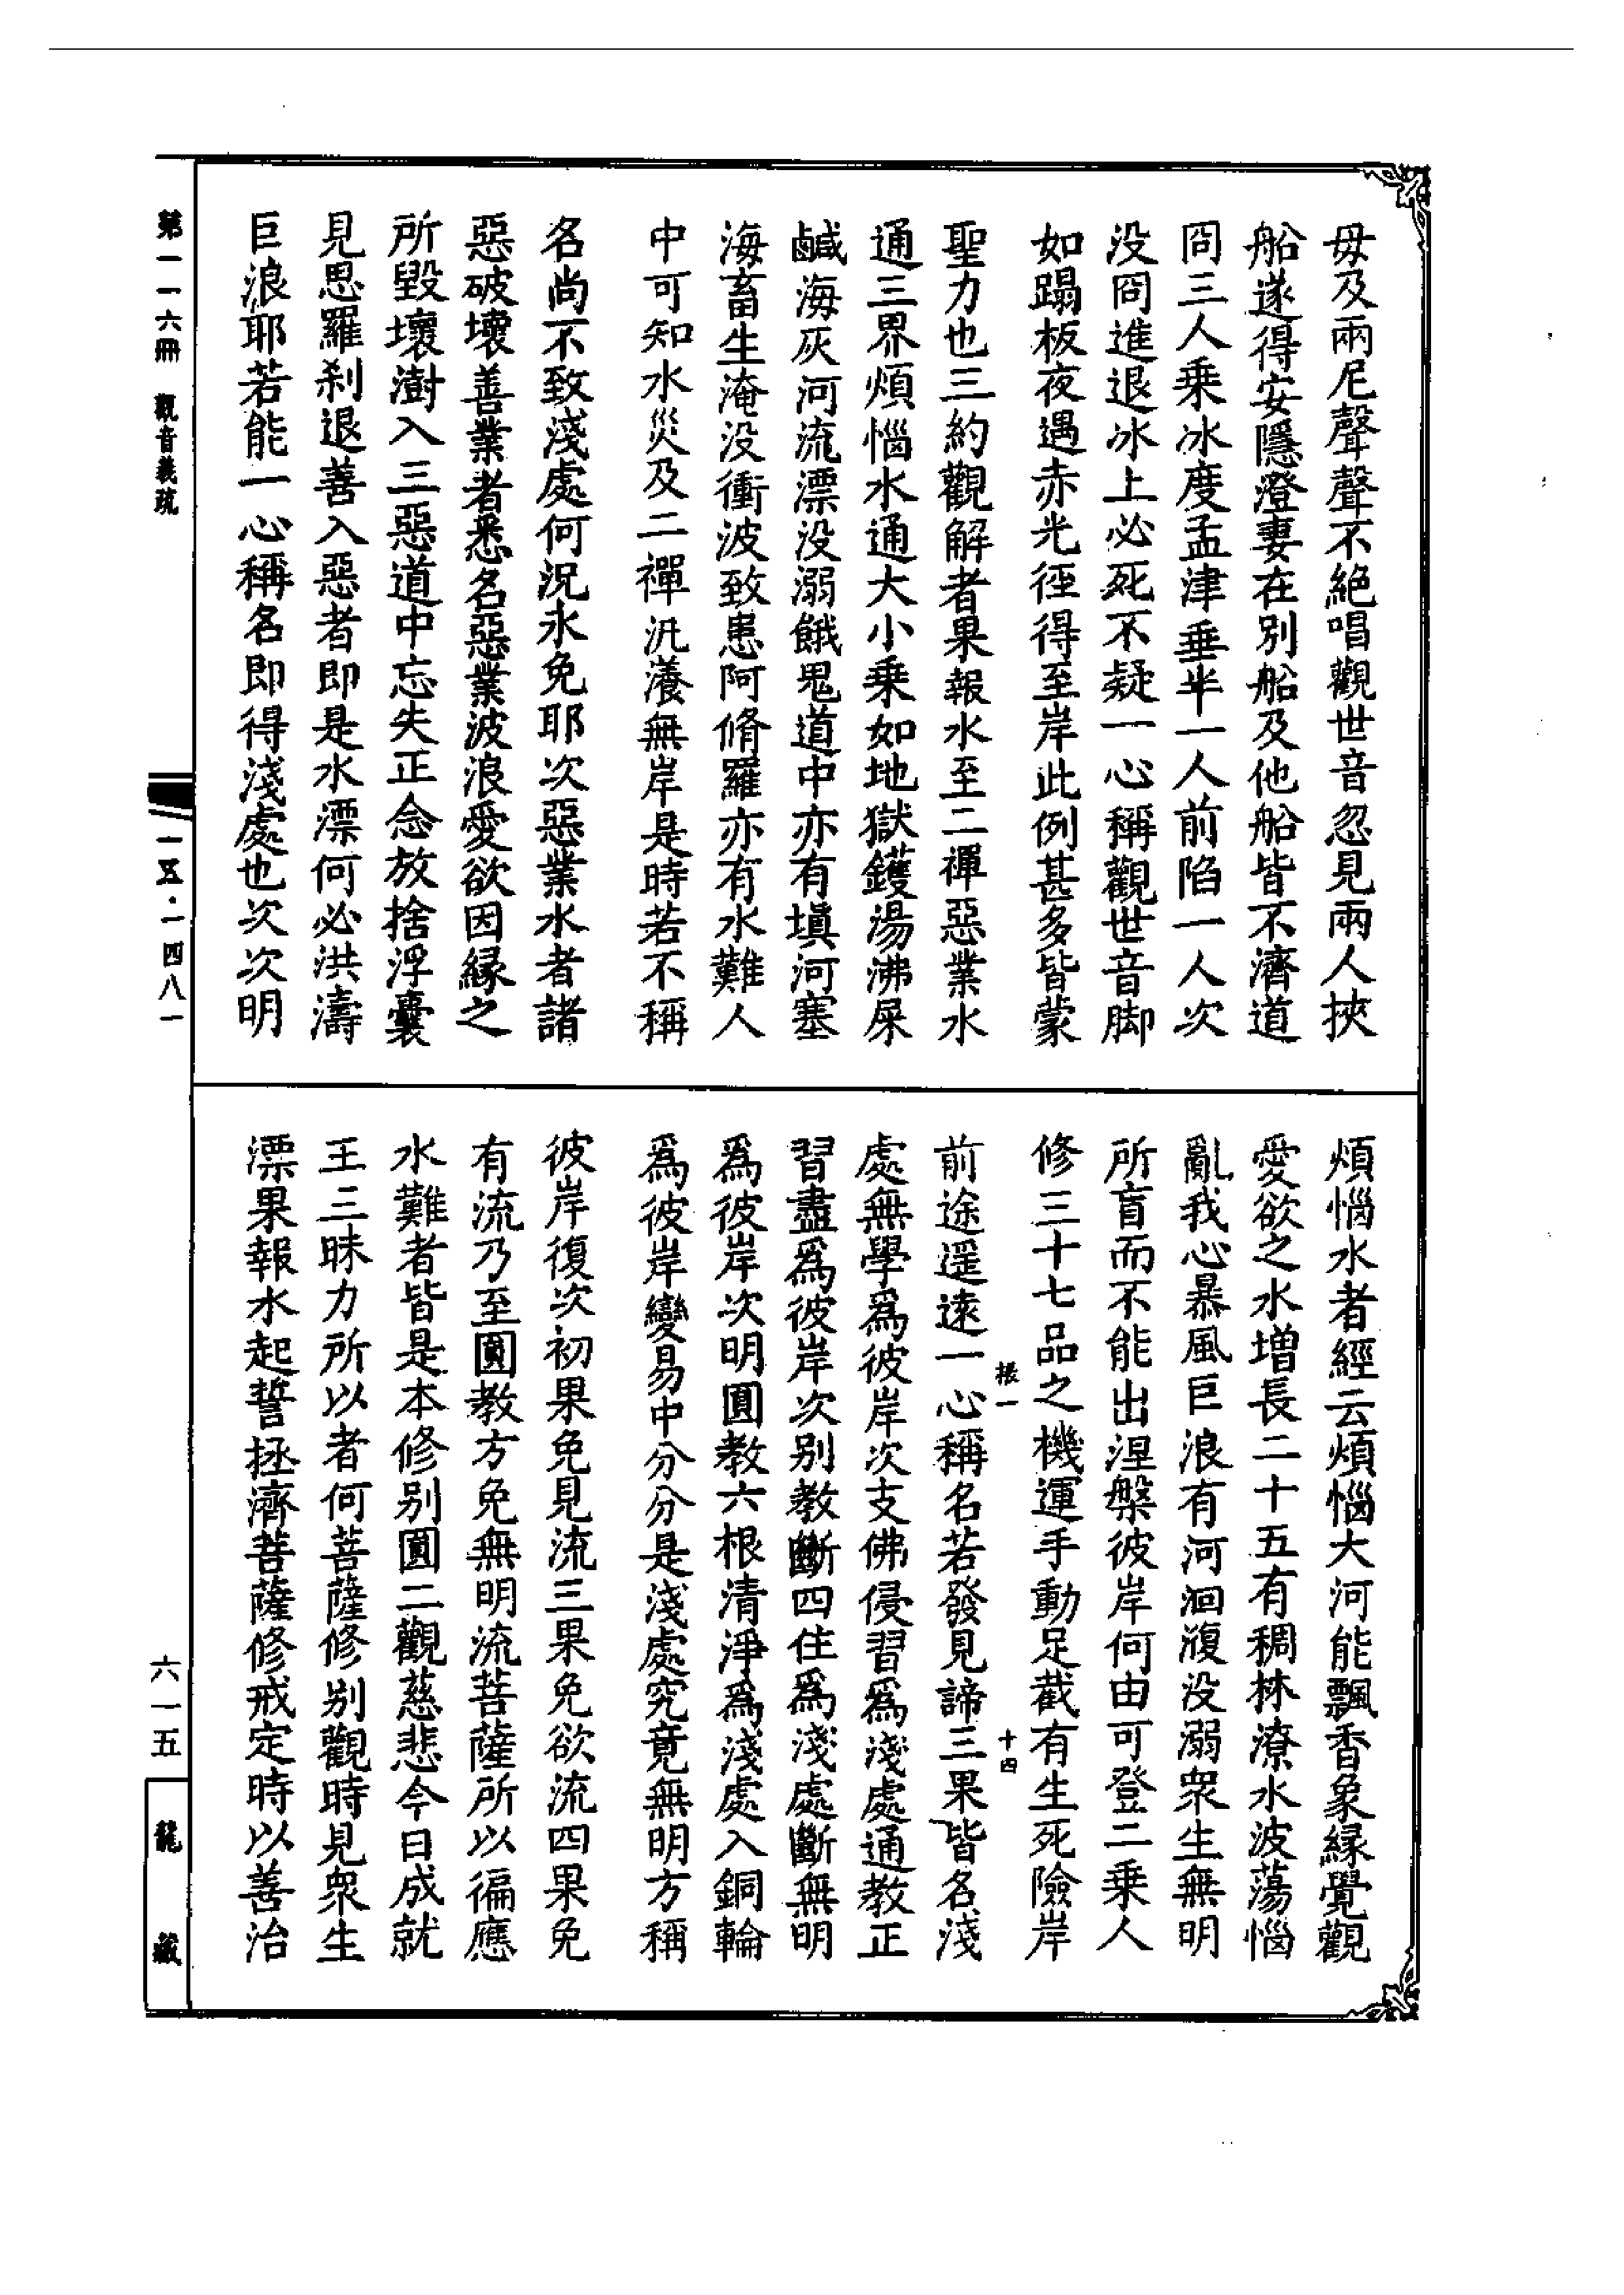 毋及兩尼聲聲不絶唱觀世音忽見兩人挾
船遂得安隱澄妻在别船及他船皆不濟道
冏三人乗冰度孟津垂半一人前陷一人次
没冏進退冰上必死不疑一心稱觀世音脚
如蹋板夜遇赤光徑得至岸此例甚多皆蒙
聖力也三約觀解者果報水至二禪惡業水
通三界煩惱水通大小乗如地獄鑊湯沸屎
鹹海灰河流漂没溺餓鬼道中亦有填河塞
海畜生淹没衝波致患阿脩羅亦有水難人
中可知水災及二禪汎瀁無岸是時若不稱
名尚不致淺處何況永免耶次惡業水者諸
惡破壞善業者悉名惡業波浪愛欲因縁之
所毀壞澍入三惡道中忘失正念放捨浮囊
見思羅刹退善入惡者即是水漂何必洪濤
巨浪耶若能一心稱名即得淺處也次次明
煩惱水者經云煩惱大河能飄香象縁覺觀
愛欲之水増長二十五有稠林潦水波蕩惱
亂我心暴風巨浪有河洄澓没溺衆生無明
所盲而不能出涅槃彼岸何由可登二乗人
修三十七品之機運手動足截有生死險岸
前途遥逺一心稱名若發見諦三果皆名淺
處無學爲彼岸次支佛侵習爲淺處通教正
習盡爲彼岸次别教斷四住爲淺處斷無明
爲彼岸次明圓教六根清淨爲淺處入銅輪
爲彼岸變易中分分是淺處究竟無明方稱
彼岸復次初果免見流三果免欲流四果免
有流乃至圓教方免無明流菩薩所以徧應
水難者皆是本修别圓二觀慈悲今日成就
王三昧力所以者何菩薩修别觀時見衆生
漂果報水起誓拯濟菩薩修戒定時以善治
十四
第一一六冊 觀音義疏
一五·一四八一
六一五
龍藏